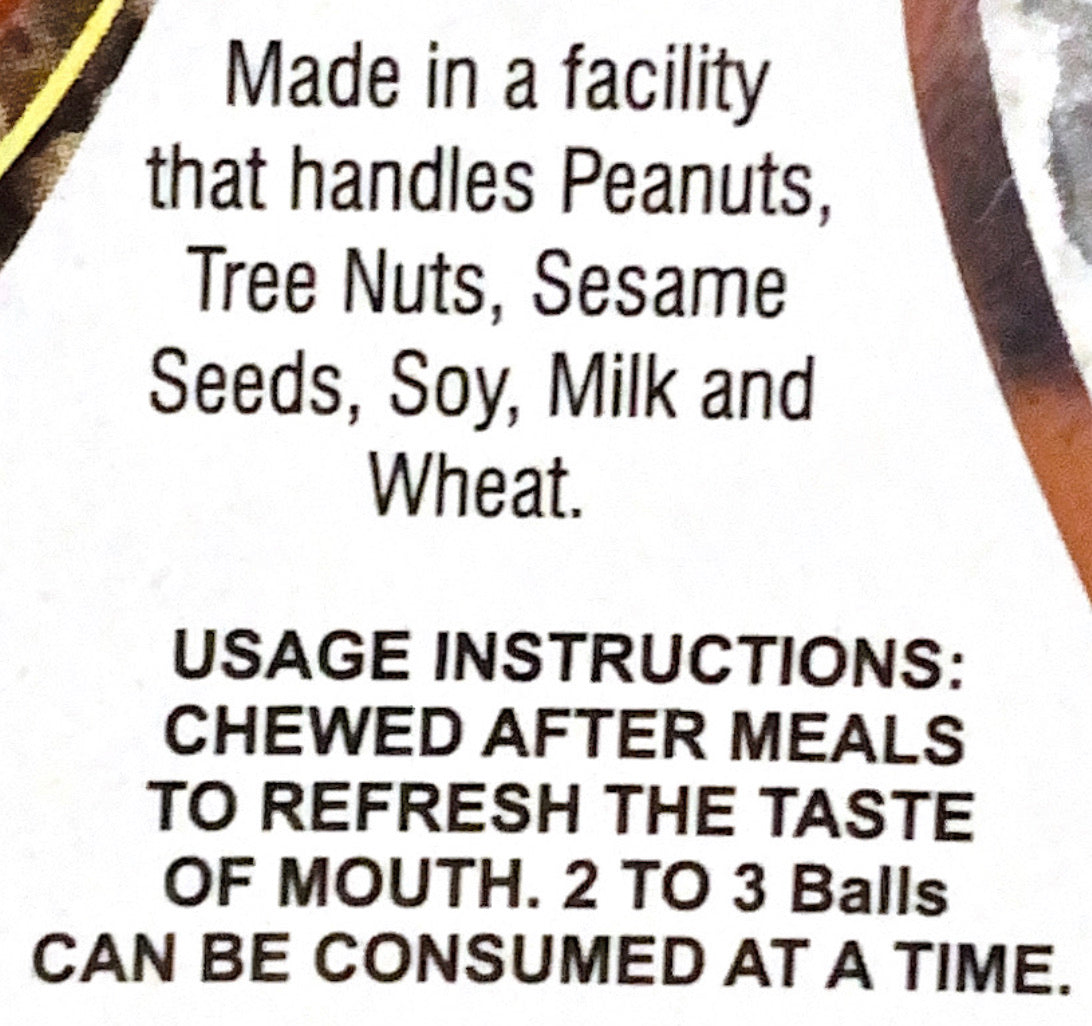 Made in a facility
that handles Peanuts,
Tree Nuts, Sesame
Seeds, Soy, Milk and
Wheat.
USAGE INSTRUCTIONS:
CHEWED AFTER MEALS
TO REFRESH THE TASTE
OF MOUTH. 2 TO 3 Balls
CAN BE CONSUMED AT A TIME.